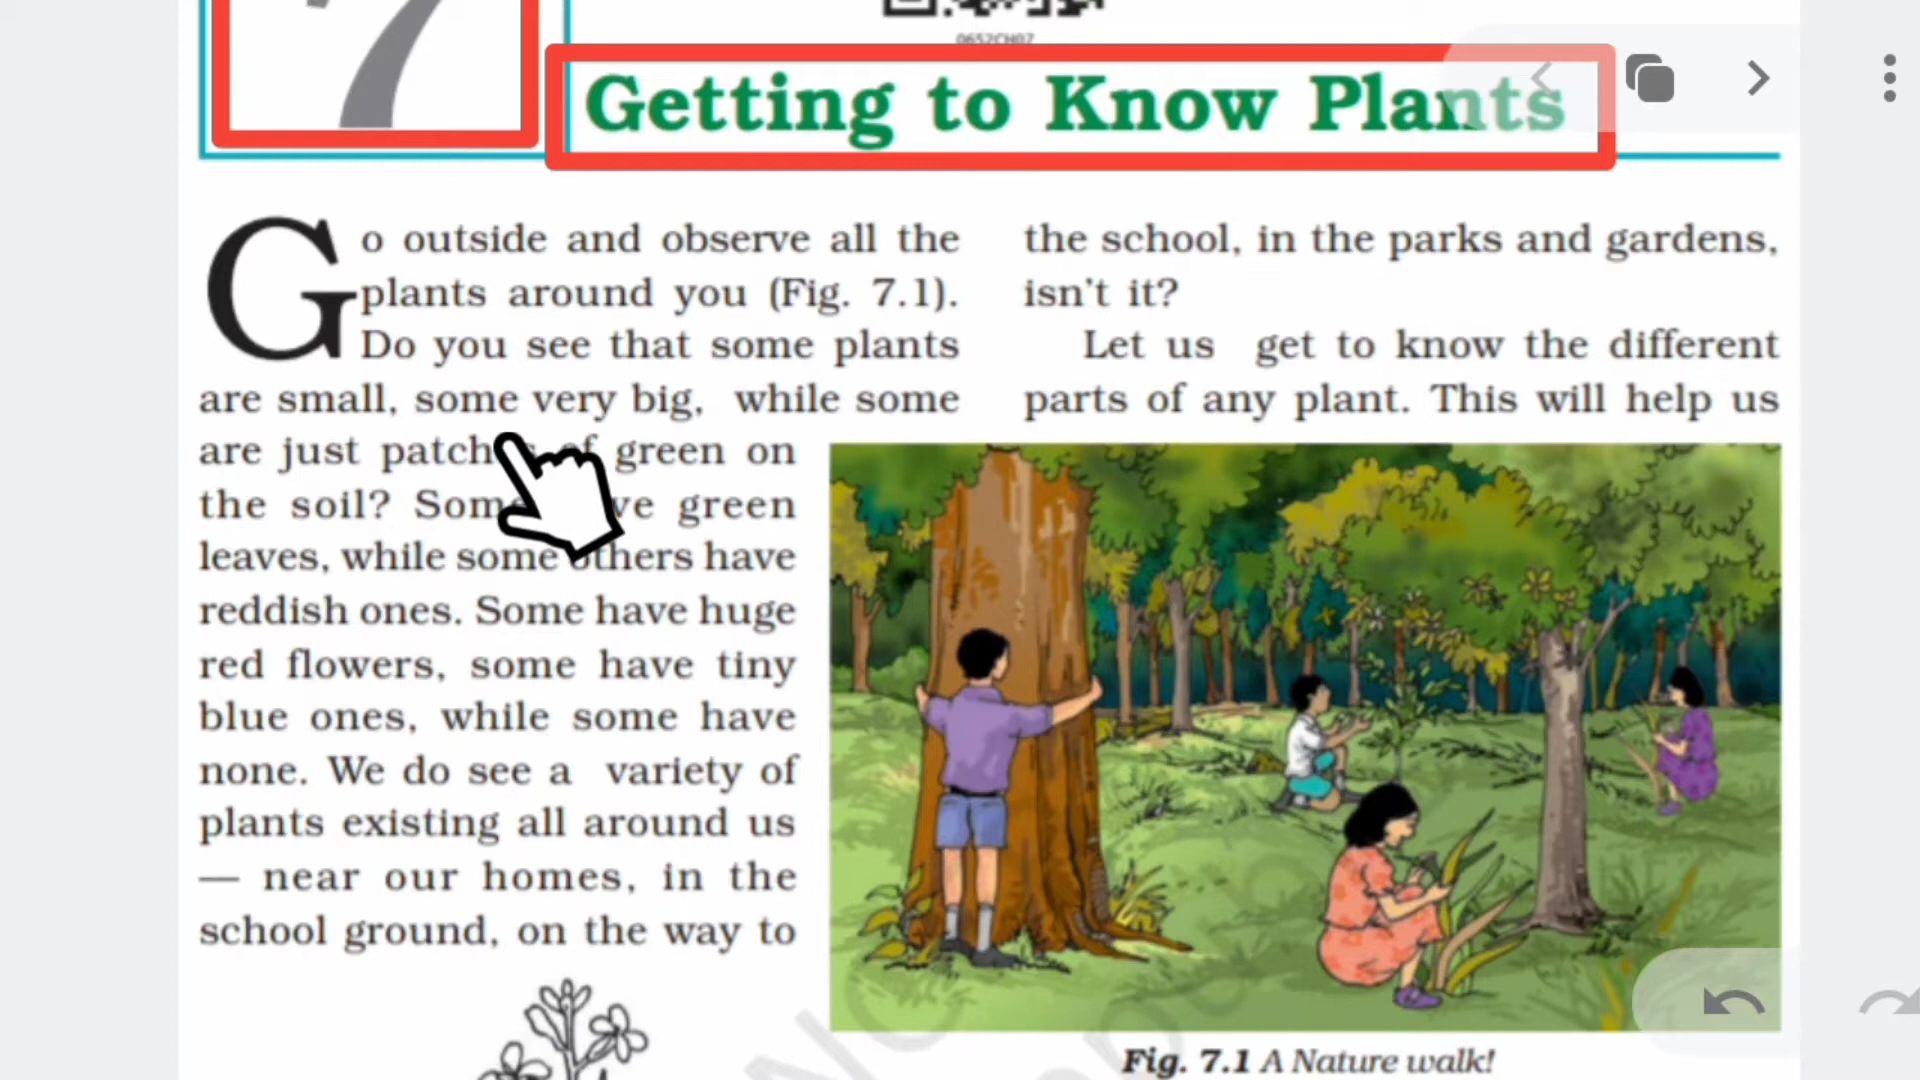 7
0652CH07
Getting to Know Plants
Go outside and observe all the
plants around you (Fig. 7.1).
Do you see that some plants
are small, some very big, while some
are just patch of green on
the soil? Som ve green
leaves, while some others have
reddish ones. Some have huge
red flowers, some have tiny
blue ones, while some have
none. We do see a variety of
plants existing all around us
— near our homes, in the
school ground, on the way to
the school, in the parks and gardens,
isn't it?
Let us get to know the different
parts of any plant. This will help us
Fig. 7.1 A Nature walk!